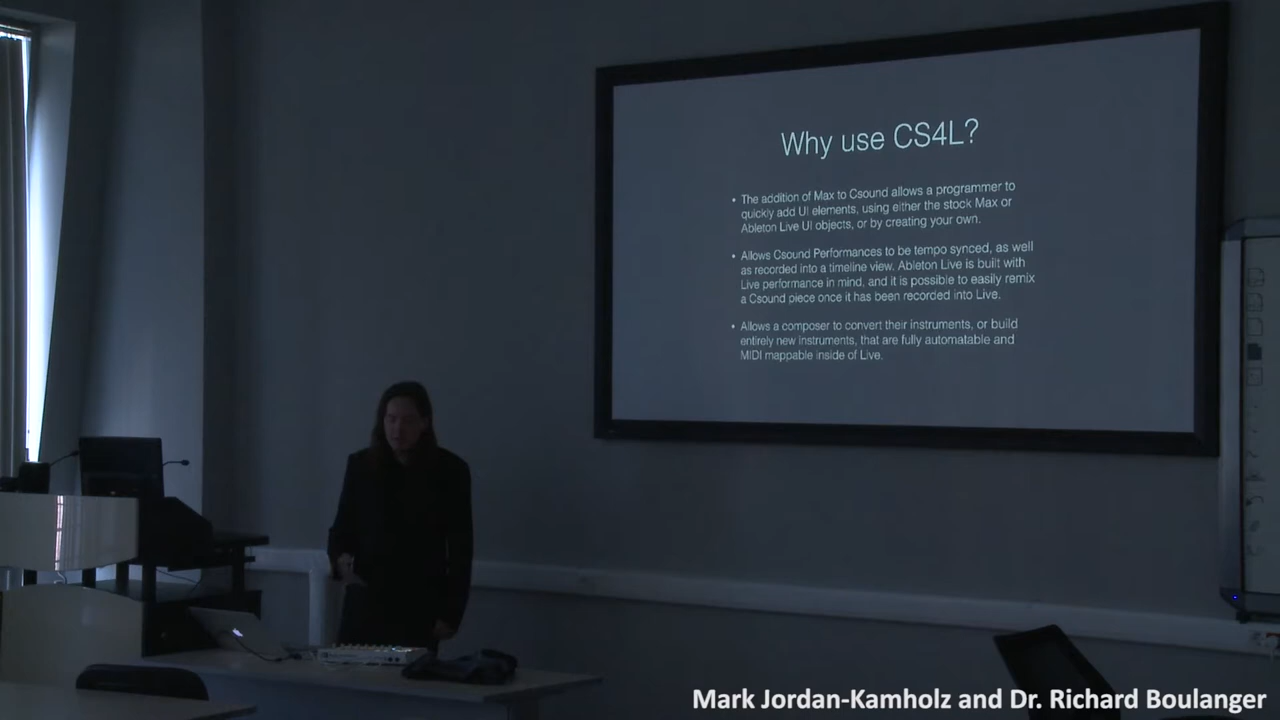 Why use CS4L?
• The addition of Max to Csound allows a programmer to
quickly add UI elements, using either the stock Max or
Ableton Live UI objects, or by creating your own.
• Allows Csound Performances to be tempo synced, as well
as recorded into a timeline view. Ableton Live is built with
Live performance in mind, and it is possible to easily remix
a Csound piece once it has been recorded into Live.
• Allows a composer to convert their instruments, or build
entirely new instruments, that are fully automatable and
MIDI mappable inside of Live.
Mark Jordan-Kamholz and Dr. Richard Boulanger